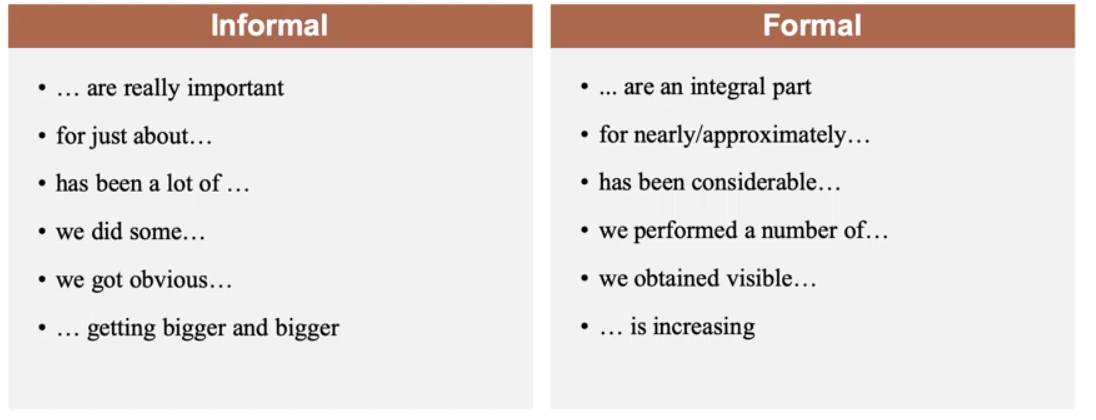 Informal
• … are really important
• for just about…
• has been a lot of …
• we did some…
• we got obvious…
• … getting bigger and bigger
Formal
• ... are an integral part
• for nearly/approximately…
• has been considerable…
• we performed a number of…
• we obtained visible…
• … is increasing